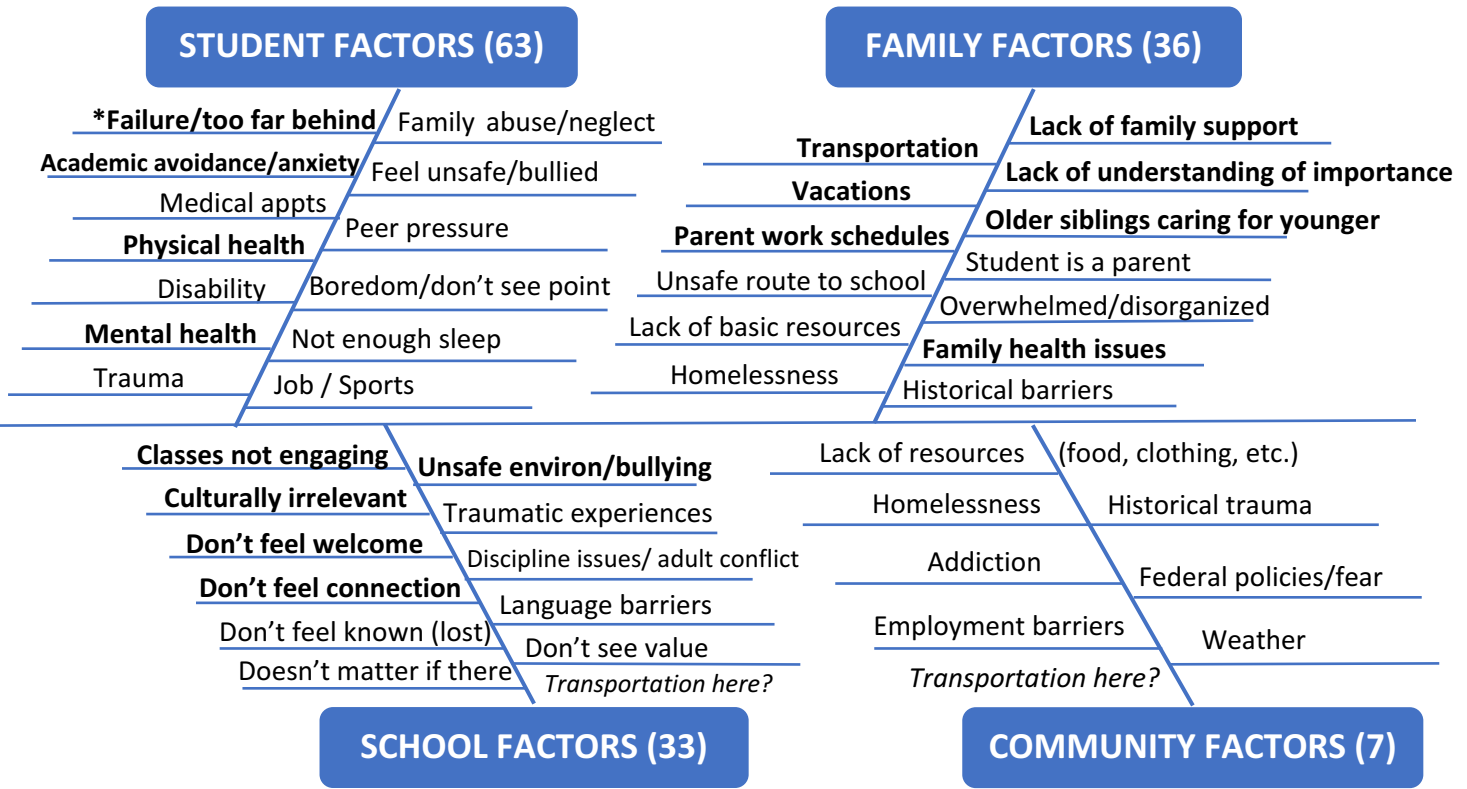 STUDENT FACTORS (63)
*Failure/too far behind
Academic avoidance/anxiety
Medical appts
Physical health
Disability
Mental health
Trauma
Family abuse/neglect
Feel unsafe/bullied
Peer pressure
Boredom/don't see point
Not enough sleep
Job / Sports
FAMILY FACTORS (36)
Transportation
Vacations
Parent work schedules
Unsafe route to school
Lack of basic resources
Homelessness
Lack of family support
Lack of understanding of importance
Older siblings caring for younger
Student is a parent
Overwhelmed/disorganized
Family health issues
Historical barriers
Classes not engaging
Culturally irrelevant
Don't feel welcome
Don't feel connection
Don't feel known (lost)
Doesn't matter if there
Unsafe environ/bullying
Traumatic experiences
Discipline issues/ adult conflict
Language barriers
Don't see value
Transportation here?
SCHOOL FACTORS (33)
Lack of resources (food, clothing, etc.)
Homelessness
Addiction
Employment barriers
Transportation here?
Historical trauma
Federal policies/fear
Weather
COMMUNITY FACTORS (7)